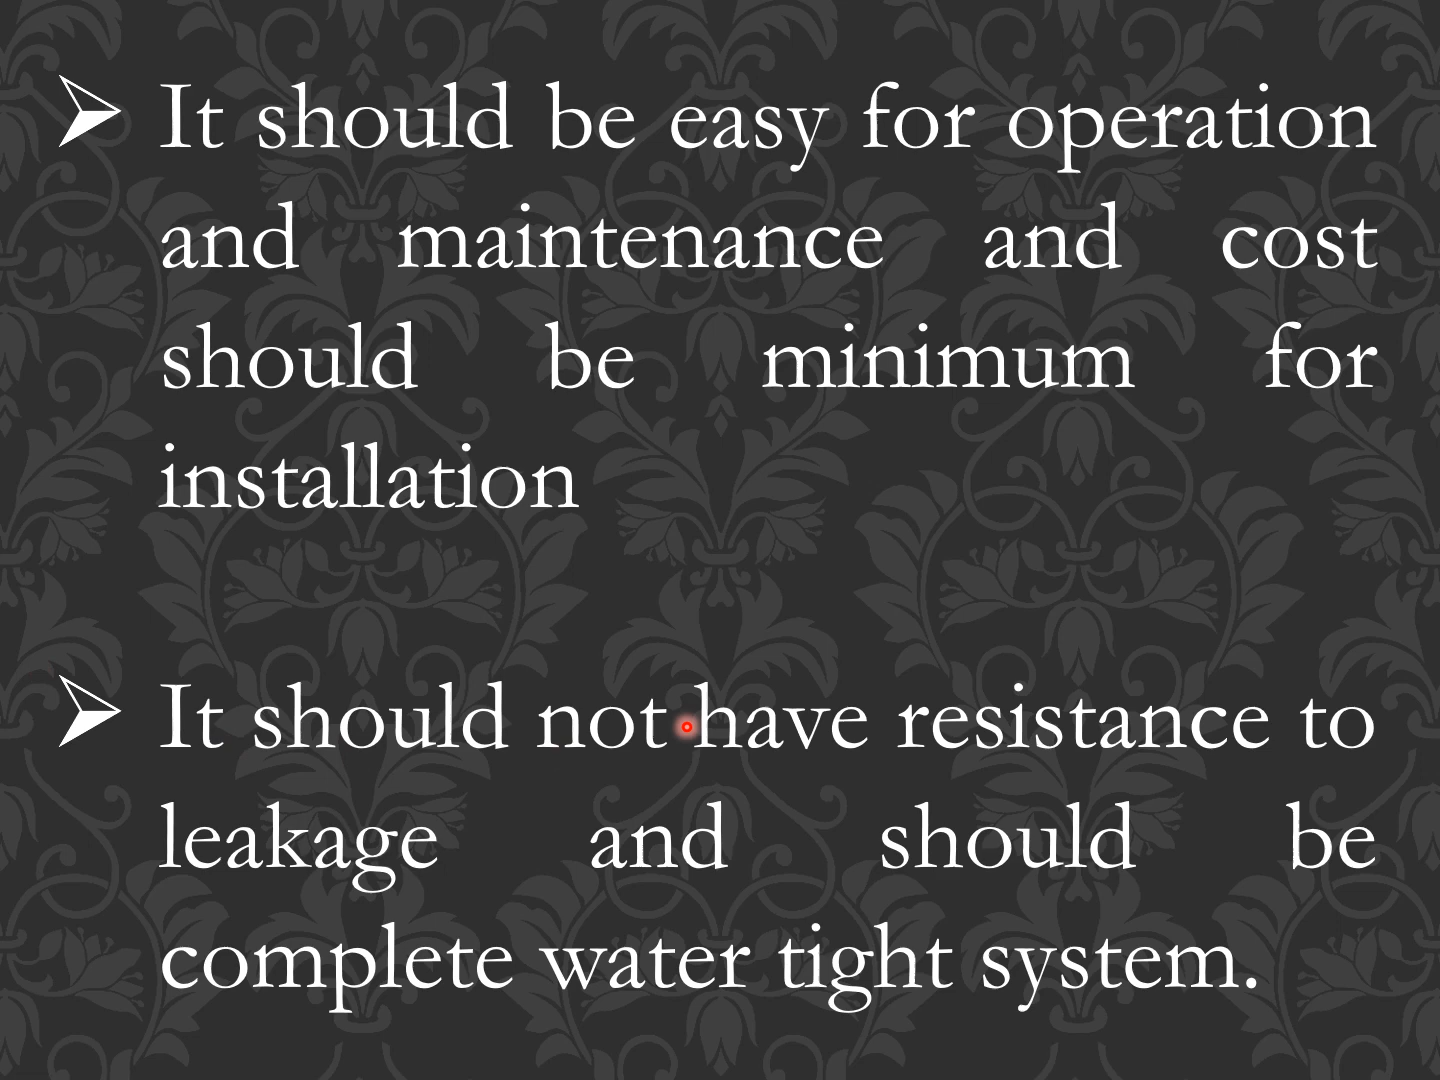 ➢ It should be easy for operation
and maintenance and cost
should be minimum for
installation
➢ It should not have resistance to
leakage and should be
complete water tight system.